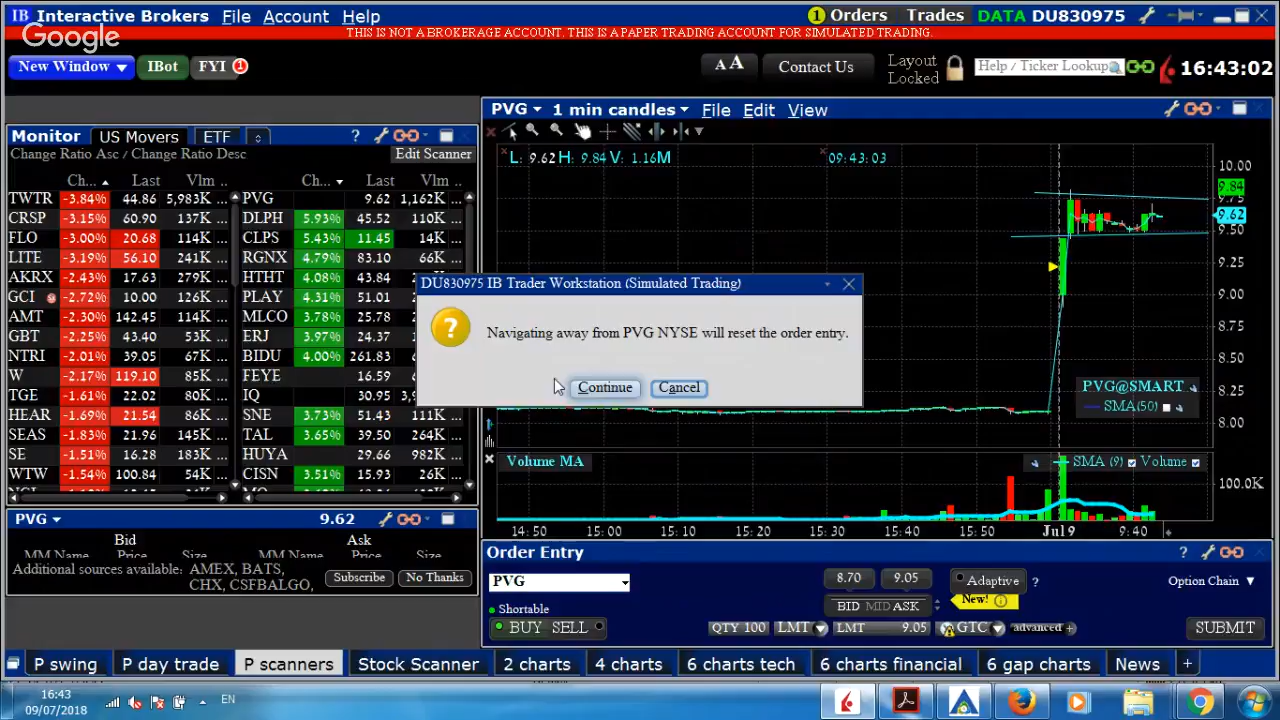 IB Interactive Brokers File Account Help 1 Orders Trades DATA DU830975
THIS IS NOT A BROKERAGE ACCOUNT. THIS IS A PAPER TRADING ACCOUNT FOR SIMULATED TRADING.
Google
New Window IBot FYI 1 A A Contact Us Layout Locked Help / Ticker Lookup 16:43:02
PVG 1 min candles File Edit View
Monitor US Movers ETF ?
Change Ratio Asc / Change Ratio Desc Edit Scanner
Ch... Last Vlm ... Ch... Last Vlm ...
TWTR -3.84% 44.86 5,983K ... PVG 9.62 1,162K ...
CRSP -3.15% 60.90 137K ... DLPH 5.93% 45.52 110K ...
FLO -3.00% 20.68 114K ... CLPS 5.43% 11.45 14K ...
LITE -3.19% 56.10 241K ... RGNX 4.79% 83.10 66K ...
AKRX -2.43% 17.63 279K ... HTHT 4.08% 43.84
GCI -2.72% 10.00 126K ... PLAY 4.31% 51.01
AMT -2.30% 142.45 114K ... MLCO 3.78% 25.78
GBT -2.25% 43.40 ERJ 3.97%
NTRI -2.01% 39.05 67K ... BIDU 4.00% 261.83
W -2.17% 119.10 FEYE 16.59
TGE -1.61% 22.02 IQ 30.95
HEAR -1.69% 21.54 SNE 3.73% 51.43 111K ...
SEAS -1.83% 21.96 145K ... TAL 3.65% 39.50 264K ...
SE -1.51% 16.28 183K ... HUYA 29.66 982K ...
WTW -1.54% 100.84 54K ... CISN 3.51% 15.93 26K ...
L: 9.62 H: 9.84 V: 1.16M 09:43:03
10.00
9.84
9.75
9.62
9.50
9.25
9.00
8.75
8.50
8.25
8.00
PVG@SMART
SMA(50)
DU830975 IB Trader Workstation (Simulated Trading)
Navigating away from PVG NYSE will reset the order entry.
Continue Cancel
Volume MA SMA (9) Volume
100.0K
14:50 15:00 15:20 15:30 15:40 15:50 Jul9 9:40
PVG 9.62
Bid Ask
MM Name Price Size MM Name Price Size
Additional sources available: AMEX, BATS,
CHX, CSFBALGO, Subscribe No Thanks
Order Entry ?
PVG 8.70 9.05 Adaptive ? Option Chain
Shortable BID MID ASK New!
BUY SELL QTY 100 LMT LMT 9.05 GTC advanced + SUBMIT
P swing P day trade P scanners Stock Scanner 2 charts 4 charts 6 charts tech 6 charts financial 6 gap charts News +
16:43
09/07/2018 EN